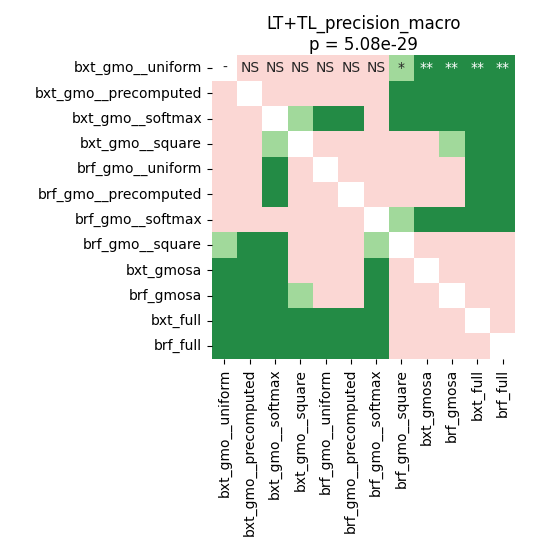 LT+TL_precision_macro
p = 5.08e-29
bxt_gmo__uniform - NS NS NS NS NS NS * ** ** ** **
bxt_gmo__precomputed
bxt_gmo__softmax
bxt_gmo__square
brf_gmo__uniform
brf_gmo__precomputed
brf_gmo__softmax
brf_gmo__square
bxt_gmosa
brf_gmosa
bxt_full
brf_full
bxt_gmo__uniform
bxt_gmo__precomputed
bxt_gmo__softmax
bxt_gmo__square
brf_gmo__uniform
brf_gmo__precomputed
brf_gmo__softmax
brf_gmo__square
bxt_gmosa
brf_gmosa
bxt_full
brf_full